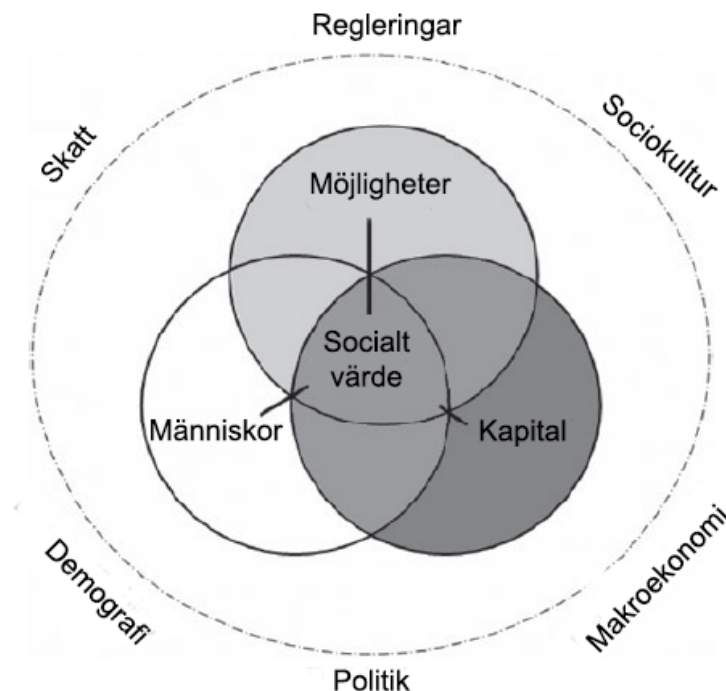 Regleringar
Skatt
Sociokultur
Möjligheter
Socialt
värde
Människor
Kapital
Demografi
Makroekonomi
Politik